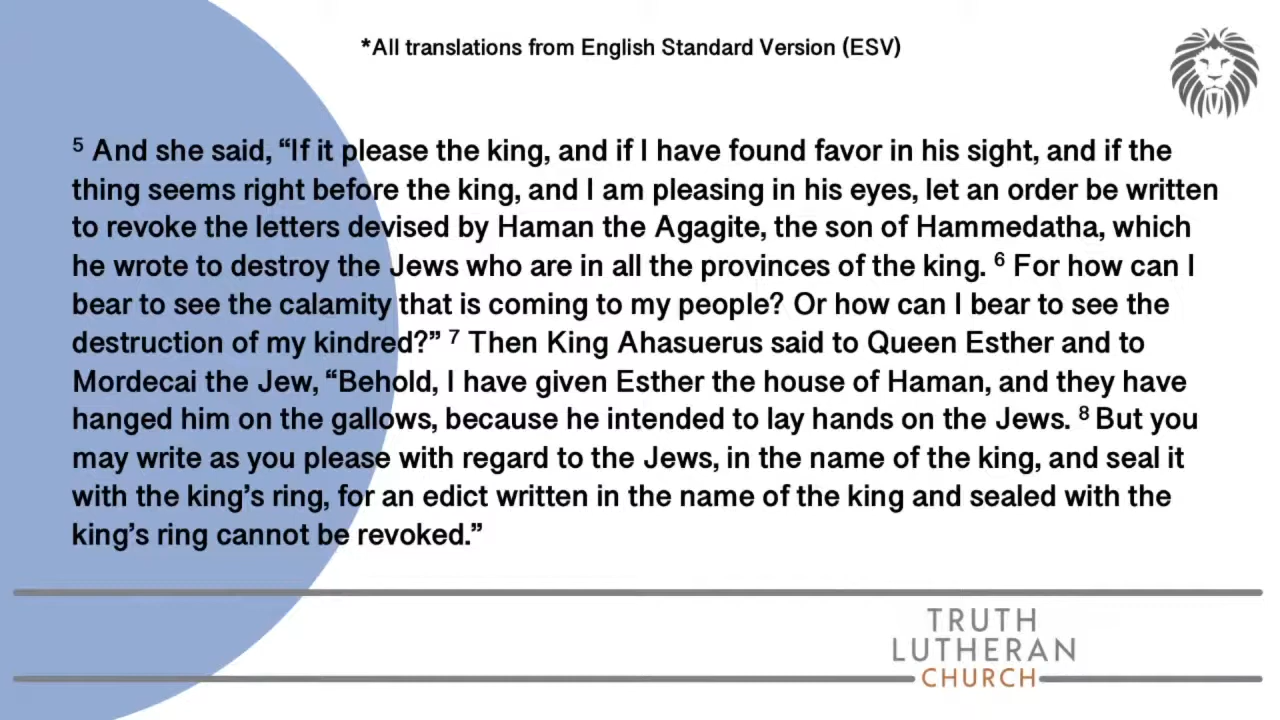 *All translations from English Standard Version (ESV)
⁵ And she said, “If it please the king, and if I have found favor in his sight, and if the
thing seems right before the king, and I am pleasing in his eyes, let an order be written
to revoke the letters devised by Haman the Agagite, the son of Hammedatha, which
he wrote to destroy the Jews who are in all the provinces of the king. ⁶ For how can I
bear to see the calamity that is coming to my people? Or how can I bear to see the
destruction of my kindred?” ⁷ Then King Ahasuerus said to Queen Esther and to
Mordecai the Jew, “Behold, I have given Esther the house of Haman, and they have
hanged him on the gallows, because he intended to lay hands on the Jews. ⁸ But you
may write as you please with regard to the Jews, in the name of the king, and seal it
with the king’s ring, for an edict written in the name of the king and sealed with the
king’s ring cannot be revoked.”
TRUTH
LUTHERAN
CHURCH